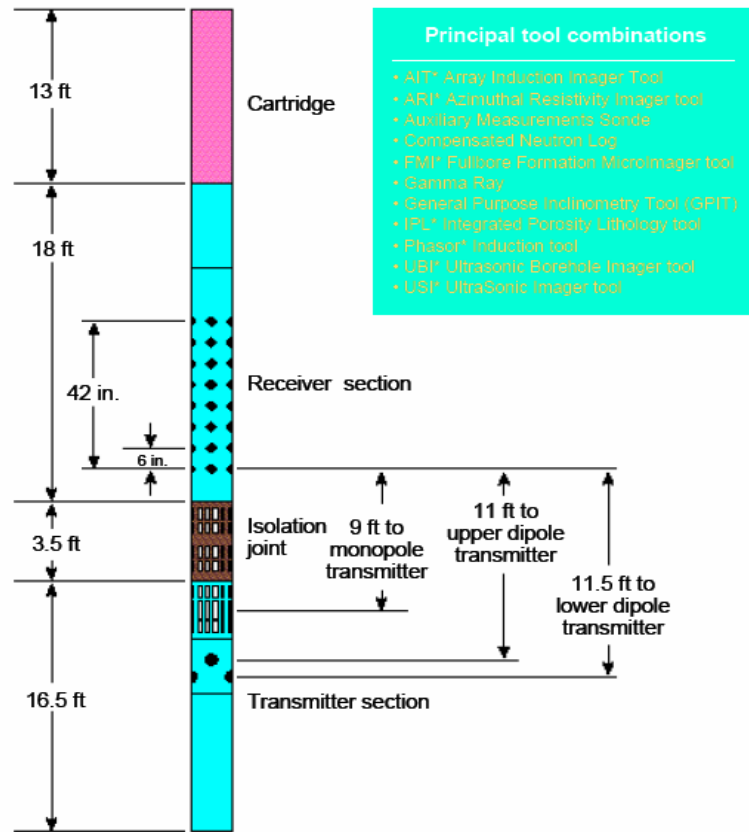 Principal tool combinations
• AIT* Array Induction Imager Tool
• ARI* Azimuthal Resistivity Imager tool
• Auxiliary Measurements Sonde
• Compensated Neutron Log
• FMI* Fullbore Formation MicroImager tool
• Gamma Ray
• General Purpose Inclinometry Tool (GPIT)
• IPL* Integrated Porosity Lithology tool
• Phasor* Induction tool
• UBI* Ultrasonic Borehole Imager tool
• USI* UltraSonic Imager tool
13 ft
Cartridge
18 ft
42 in.
Receiver section
6 in.
3.5 ft
Isolation
joint
9 ft to
monopole
transmitter
11 ft to
upper dipole
transmitter
11.5 ft to
lower dipole
transmitter
16.5 ft
Transmitter section